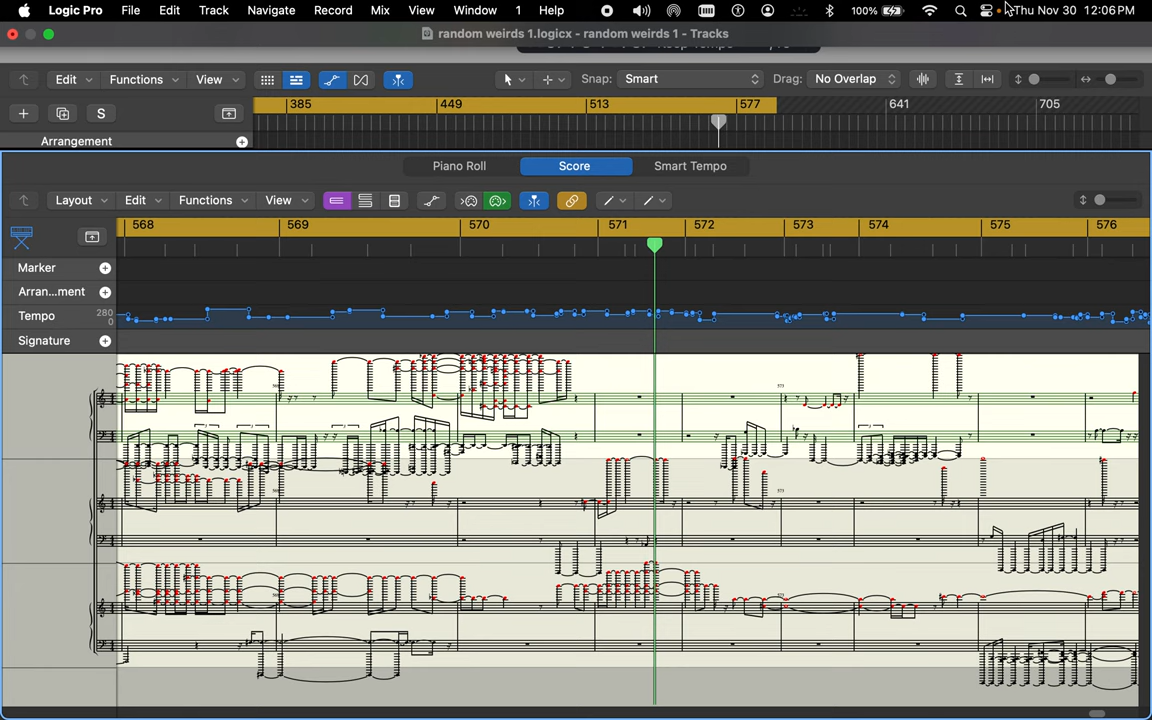 Logic Pro File Edit Track Navigate Record Mix View Window 1 Help 100% Thu Nov 30 12:06 PM
random weirds 1.logicx - random weirds 1 - Tracks
Edit Functions View Snap: Smart Drag: No Overlap
S 385 449 513 577 641 705
Arrangement
Piano Roll Score Smart Tempo
Layout Edit Functions View
568 569 570 571 572 573 574 575 576
Marker
Arran...ment
Tempo 280
0
Signature